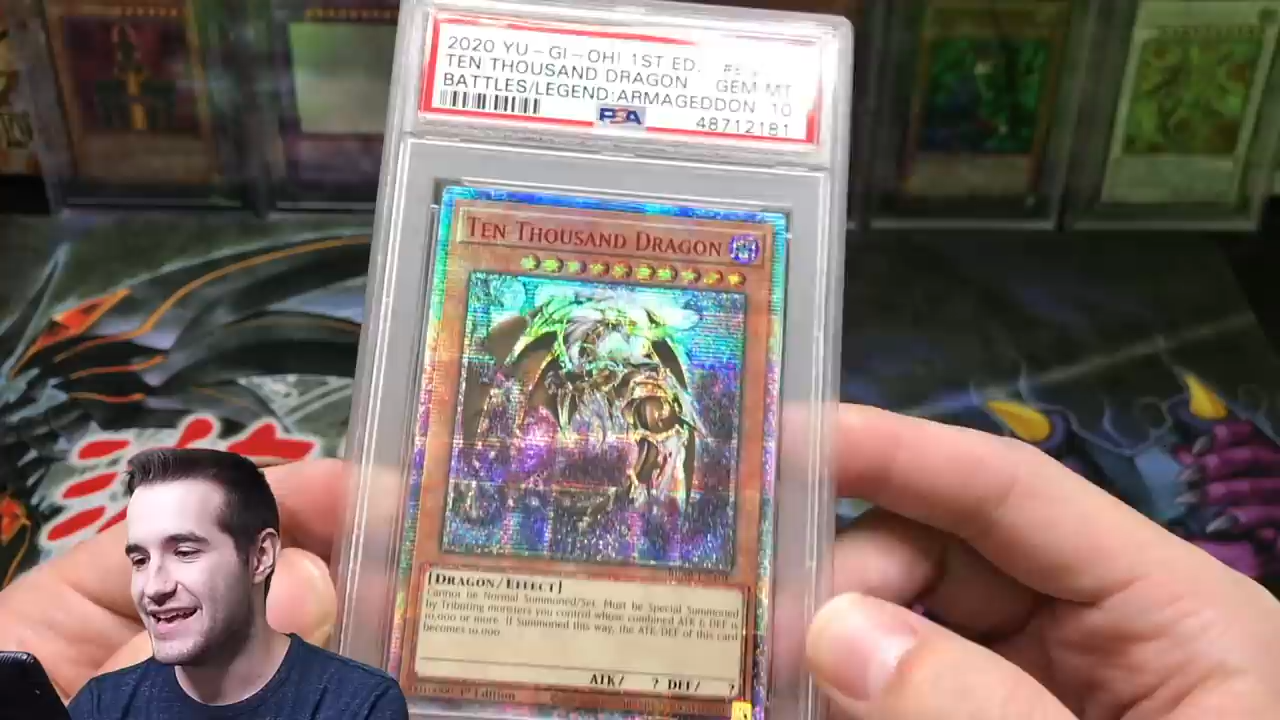 2020 YU-GI-OH! 1ST ED.
TEN THOUSAND DRAGON GEM MT
BATTLES/LEGEND:ARMAGEDDON 10
PSA 48712181
TEN THOUSAND DRAGON
[DRAGON/EFFECT]
Cannot be Normal Summoned/Set. Must be Special Summoned
by Tributing monsters you control whose combined ATK & DEF is
10,000 or more. If Summoned this way, the ATK/DEF of this card
becomes 10,000.
ATK/ ? DEF/ ?
1st Edition